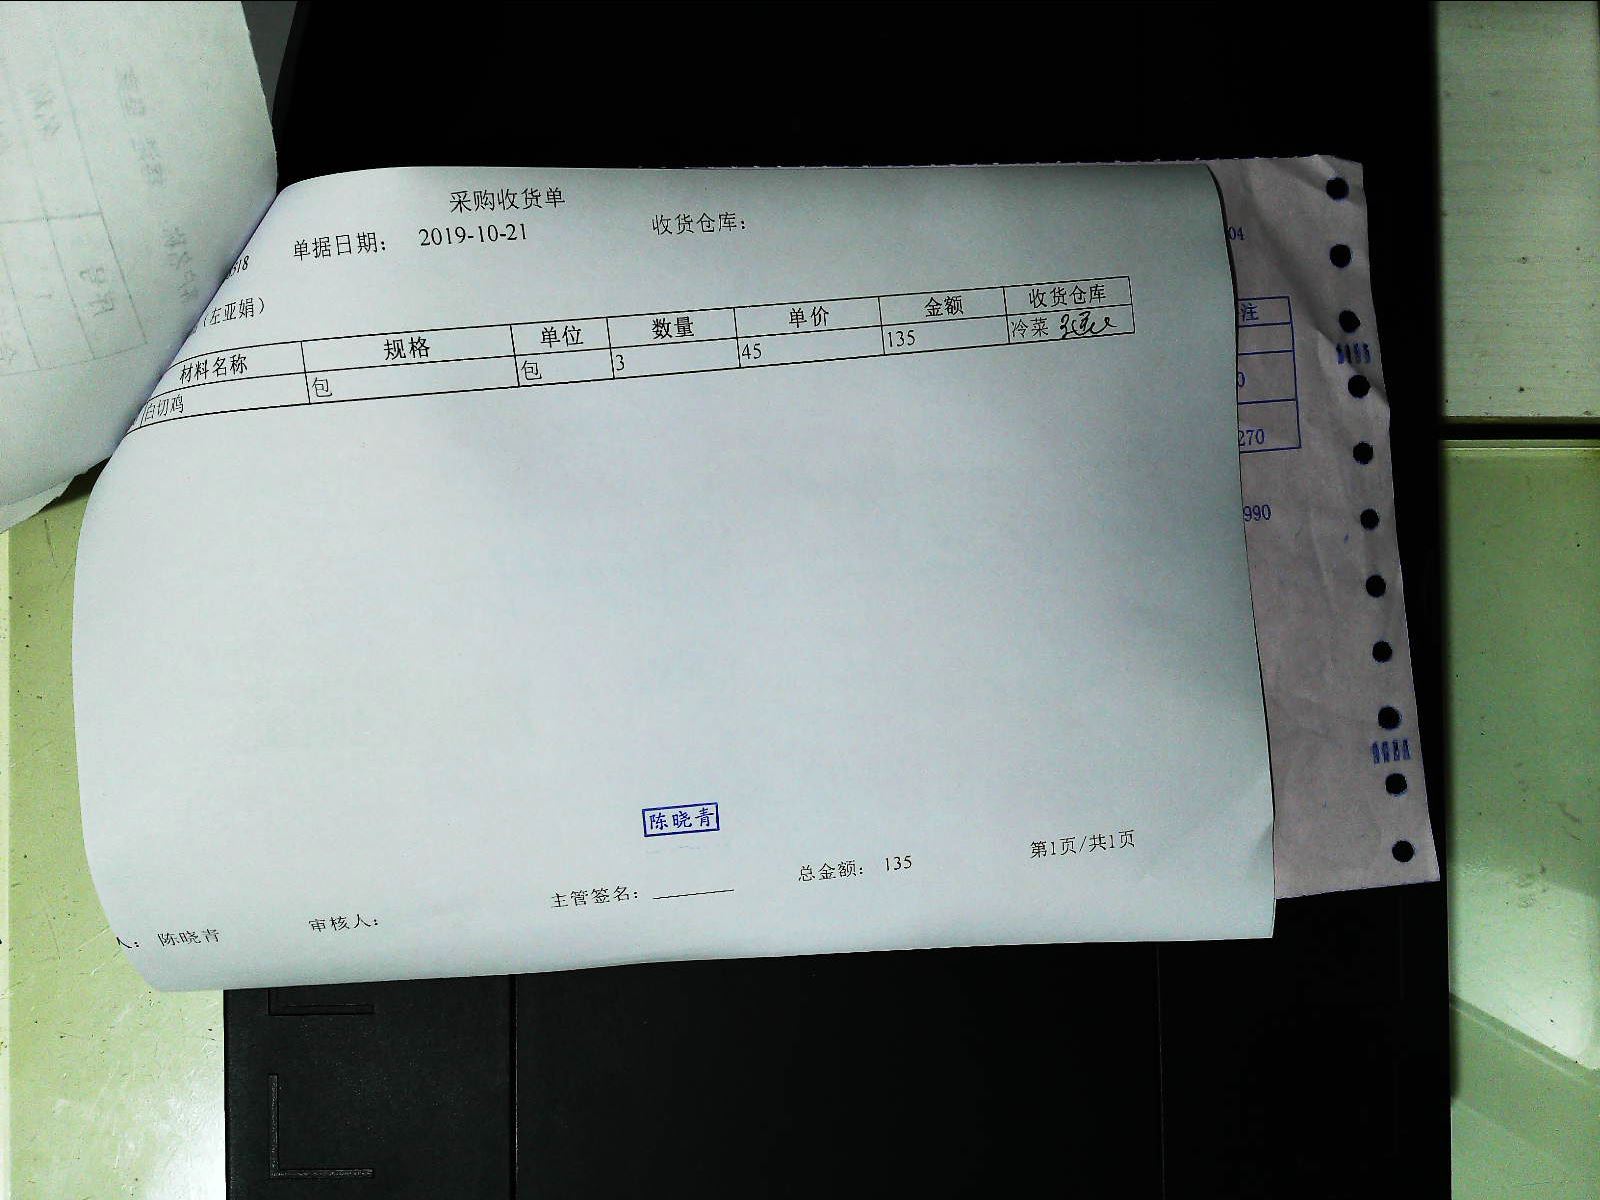 采购收货单
单据日期： 2019-10-21 收货仓库：
518
（左亚娟）
材料名称 规格 单位 数量 单价 金额 收货仓库
白切鸡 包 包 3 45 135 冷菜
04
注
0
270
990
陈晓青
人： 陈晓青 审核人： 主管签名： 总金额： 135 第1页/共1页